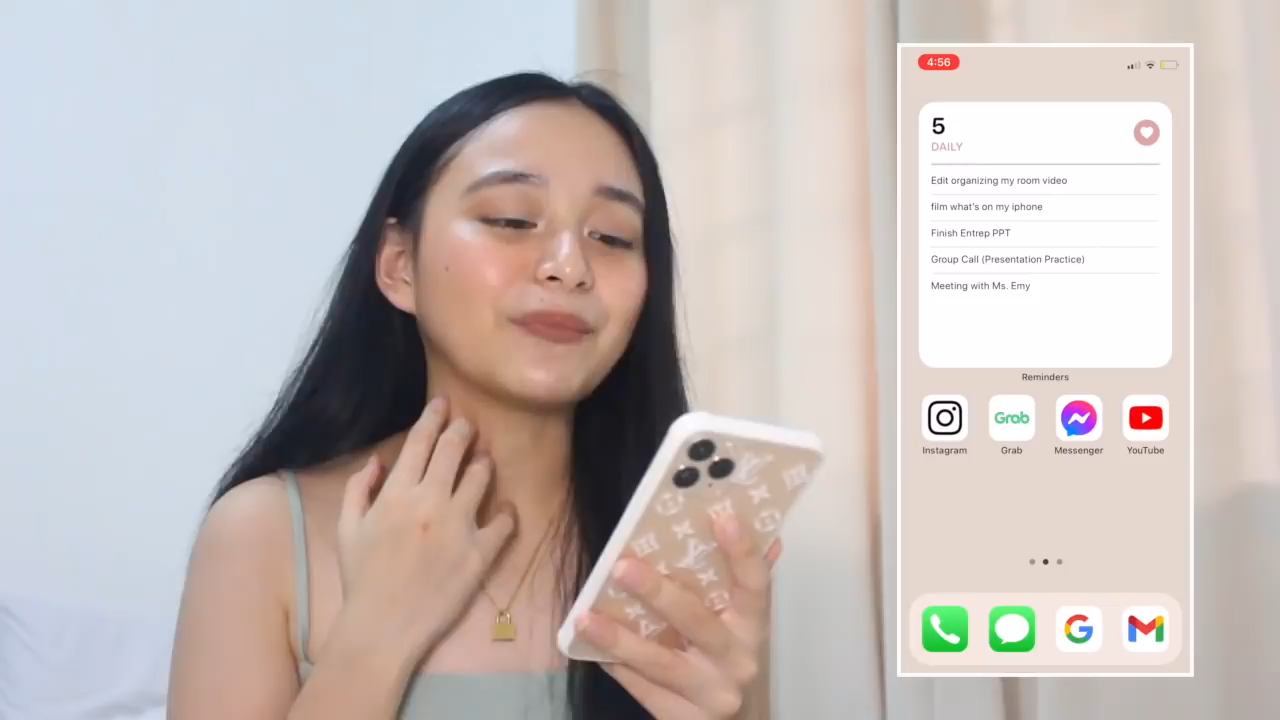 4:56
5
DAILY
Edit organizing my room video
film what's on my iphone
Finish Entrep PPT
Group Call (Presentation Practice)
Meeting with Ms. Emy
Reminders
Grab
Instagram
Grab
Messenger
YouTube